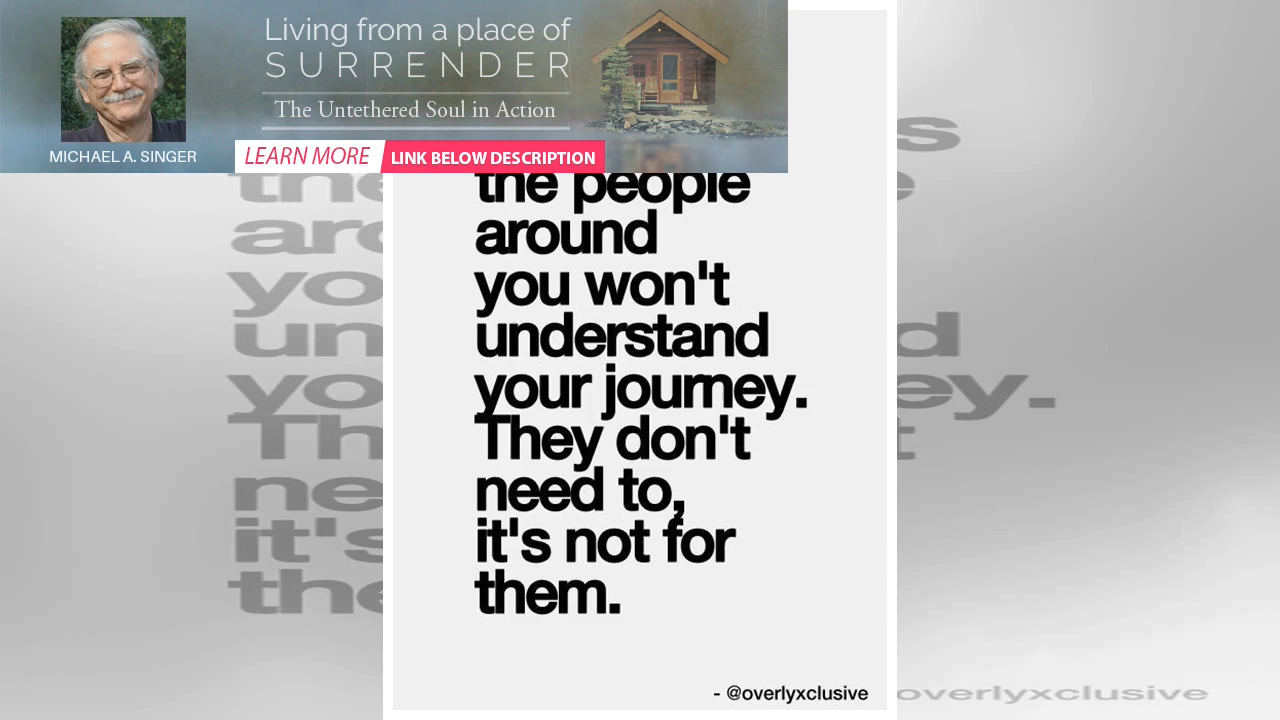 Living from a place of
SURRENDER
The Untethered Soul in Action
MICHAEL A. SINGER
LEARN MORE
LINK BELOW DESCRIPTION
the people
around
you won't
understand
your journey.
They don't
need to,
it's not for
them.
- @overlyxclusive